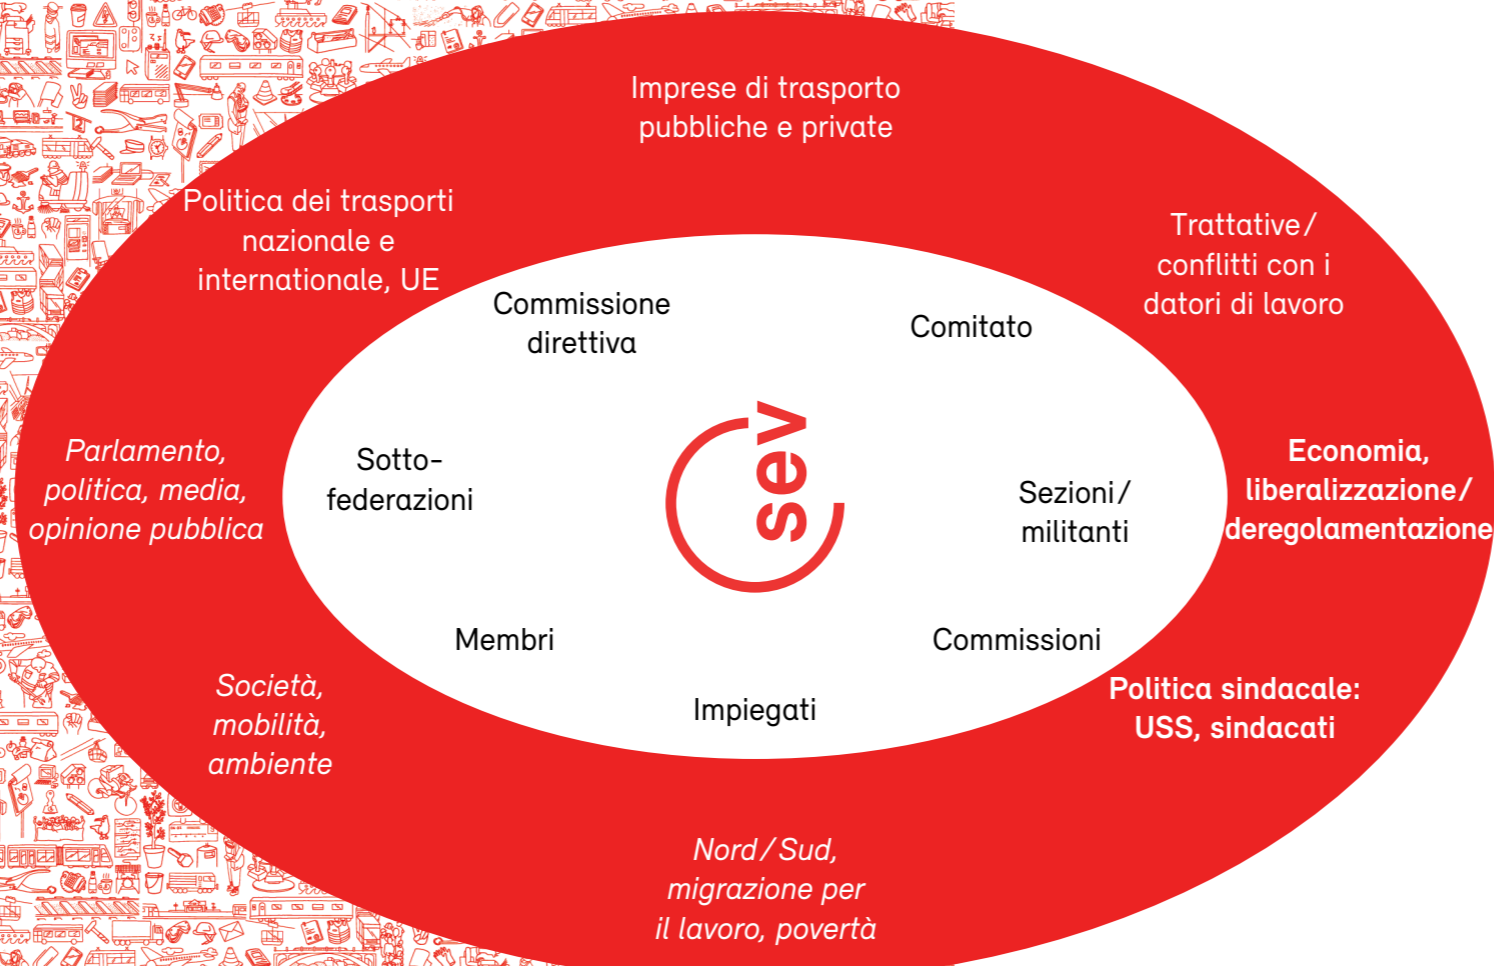 Imprese di trasporto
pubbliche e private
Politica dei trasporti
nazionale e
internationale, UE
Trattative/
conflitti con i
datori di lavoro
Commissione
direttiva
Comitato
Parlamento,
politica, media,
opinione pubblica
Sotto-
federazioni
sev
Sezioni/
militanti
Economia,
liberalizzazione/
deregolamentazione
Membri
Commissioni
Società,
mobilità,
ambiente
Impiegati
Politica sindacale:
USS, sindacati
Nord/Sud,
migrazione per
il lavoro, povertà